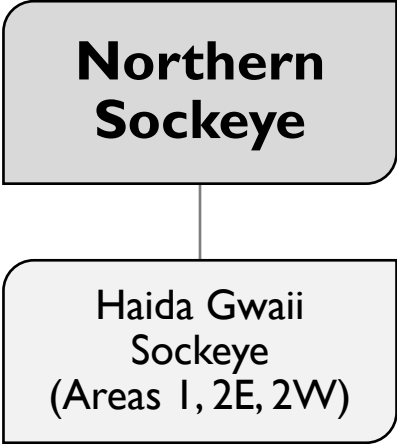 Northern
Sockeye
Haida Gwaii
Sockeye
(Areas 1, 2E, 2W)